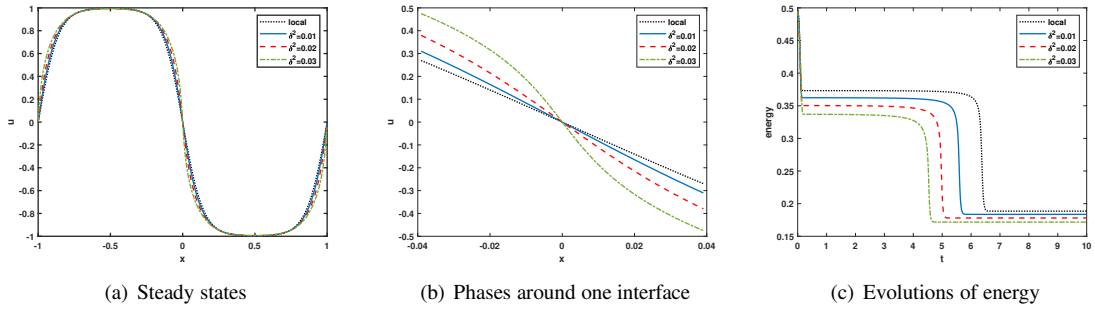 1
0.8
0.6
0.4
0.2
0
-0.2
-0.4
-0.6
-0.8
-1
u
-1
-0.5
0
0.5
1
x
local
δ²=0.01
δ²=0.02
δ²=0.03
(a) Steady states
0.5
0.4
0.3
0.2
0.1
0
-0.1
-0.2
-0.3
-0.4
-0.5
u
-0.04
-0.02
0
0.02
0.04
x
local
δ²=0.01
δ²=0.02
δ²=0.03
(b) Phases around one interface
0.5
0.45
0.4
0.35
0.3
0.25
0.2
0.15
energy
0
1
2
3
4
5
6
7
8
9
10
t
local
δ²=0.01
δ²=0.02
δ²=0.03
(c) Evolutions of energy